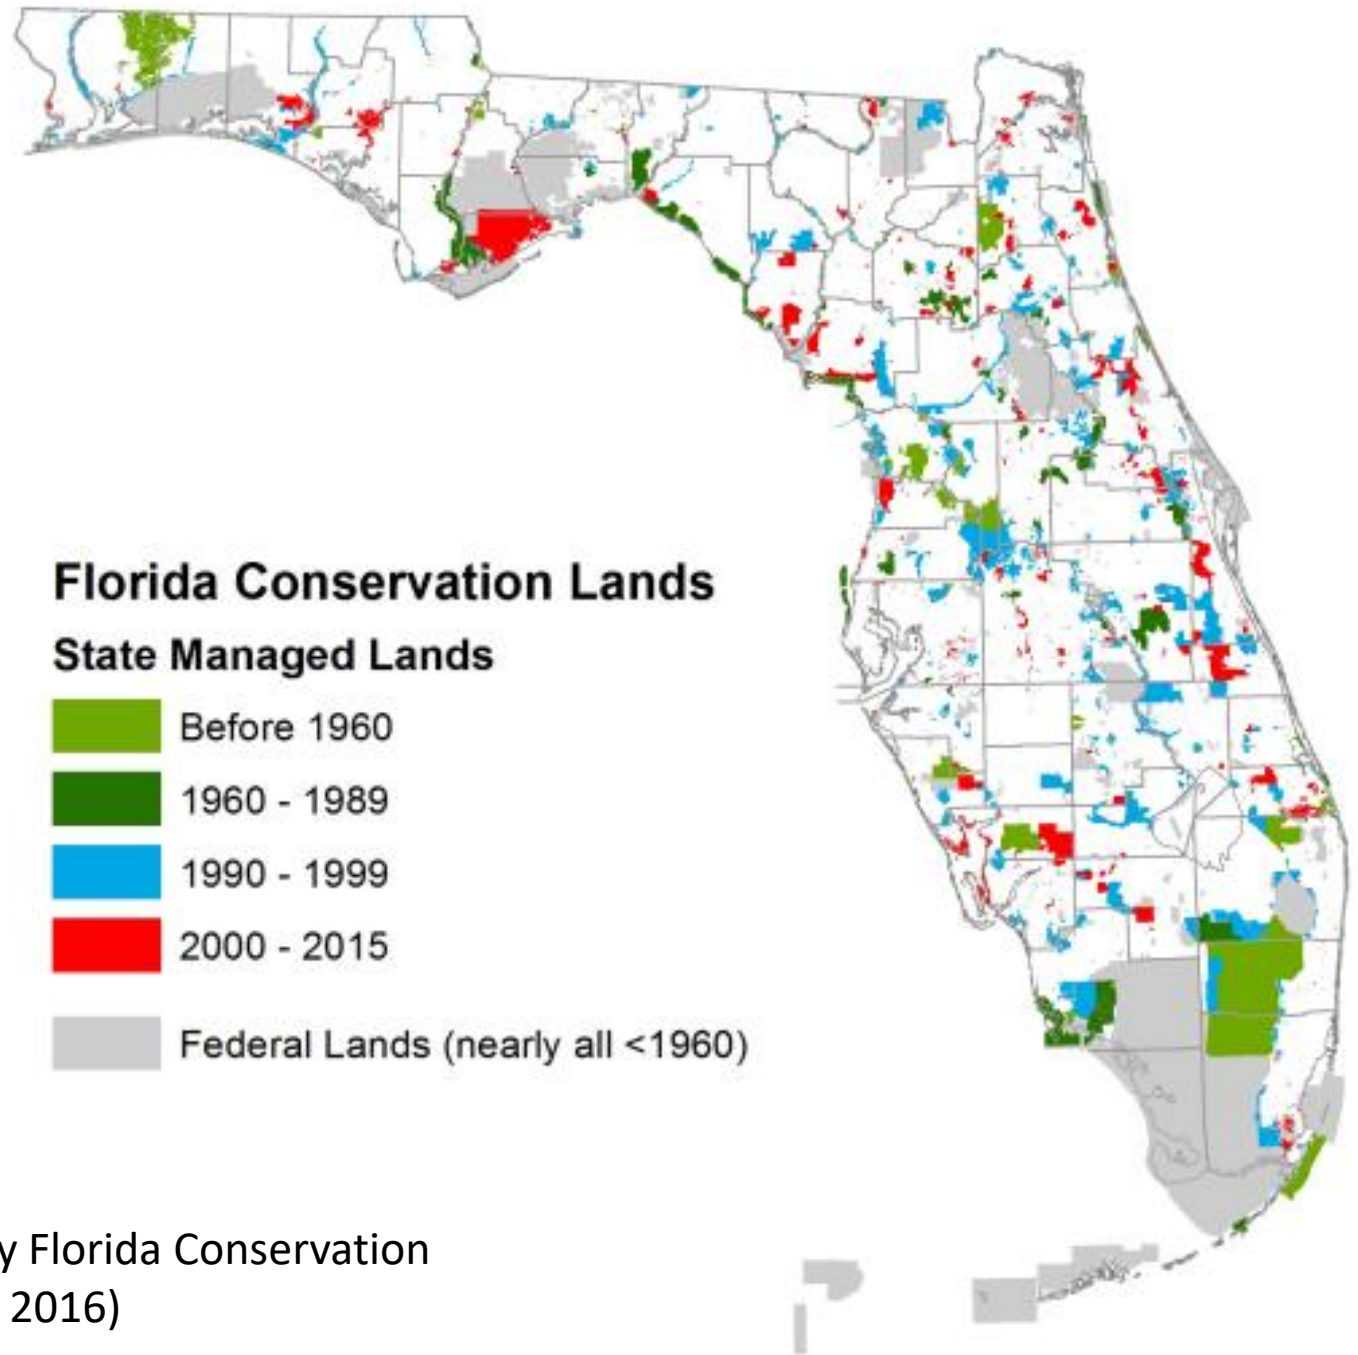 Florida Conservation Lands
State Managed Lands
Before 1960
1960 - 1989
1990 - 1999
2000 - 2015
Federal Lands (nearly all <1960)
y Florida Conservation
2016)